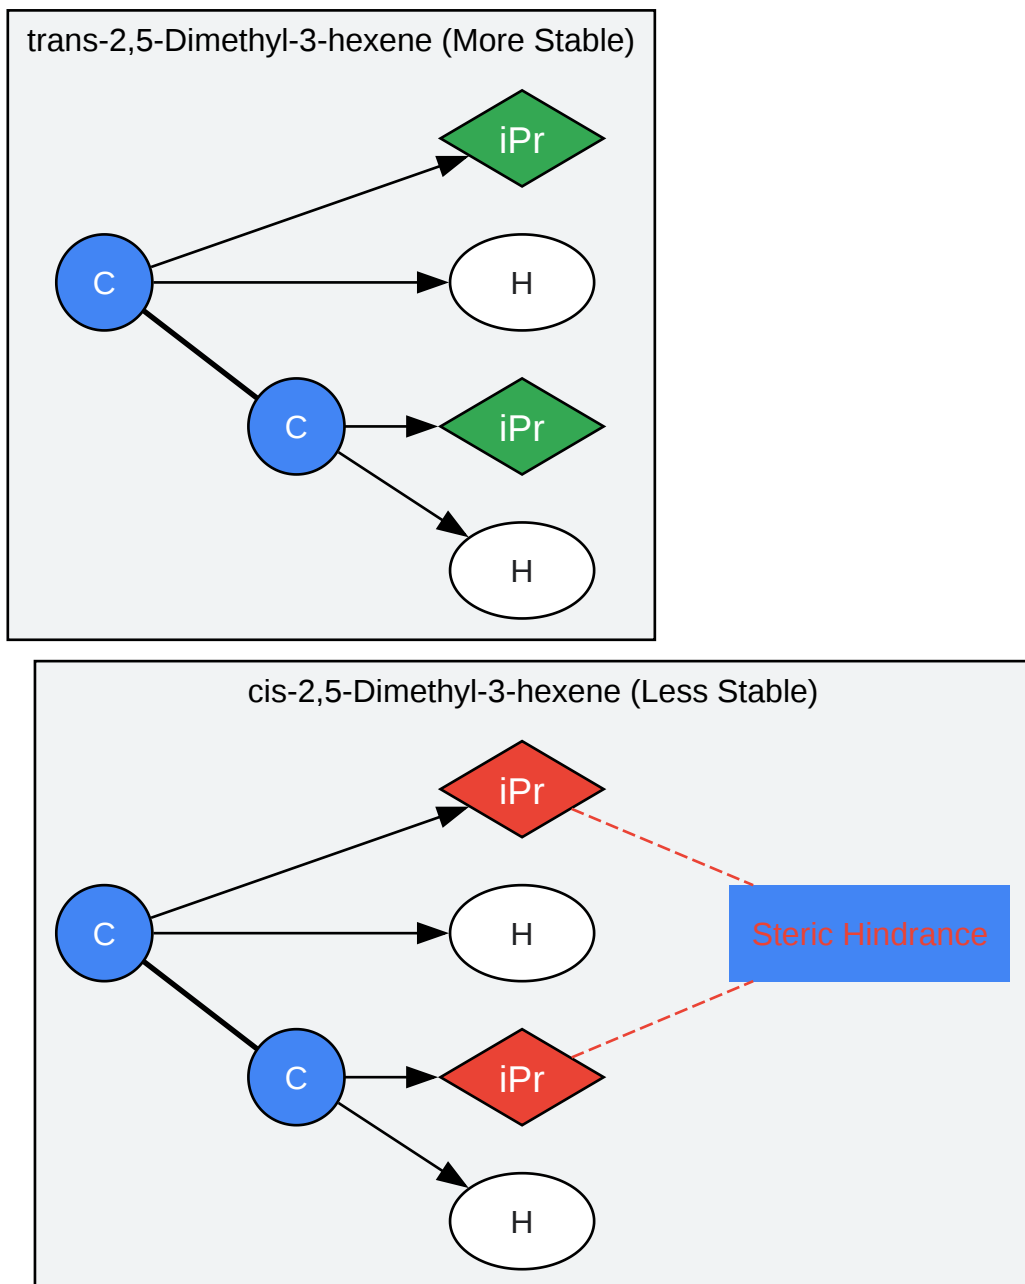 trans-2,5-Dimethyl-3-hexene (More Stable)
iPr
C
H
C
iPr
H
cis-2,5-Dimethyl-3-hexene (Less Stable)
iPr
C
H
Steric Hindrance
C
iPr
H